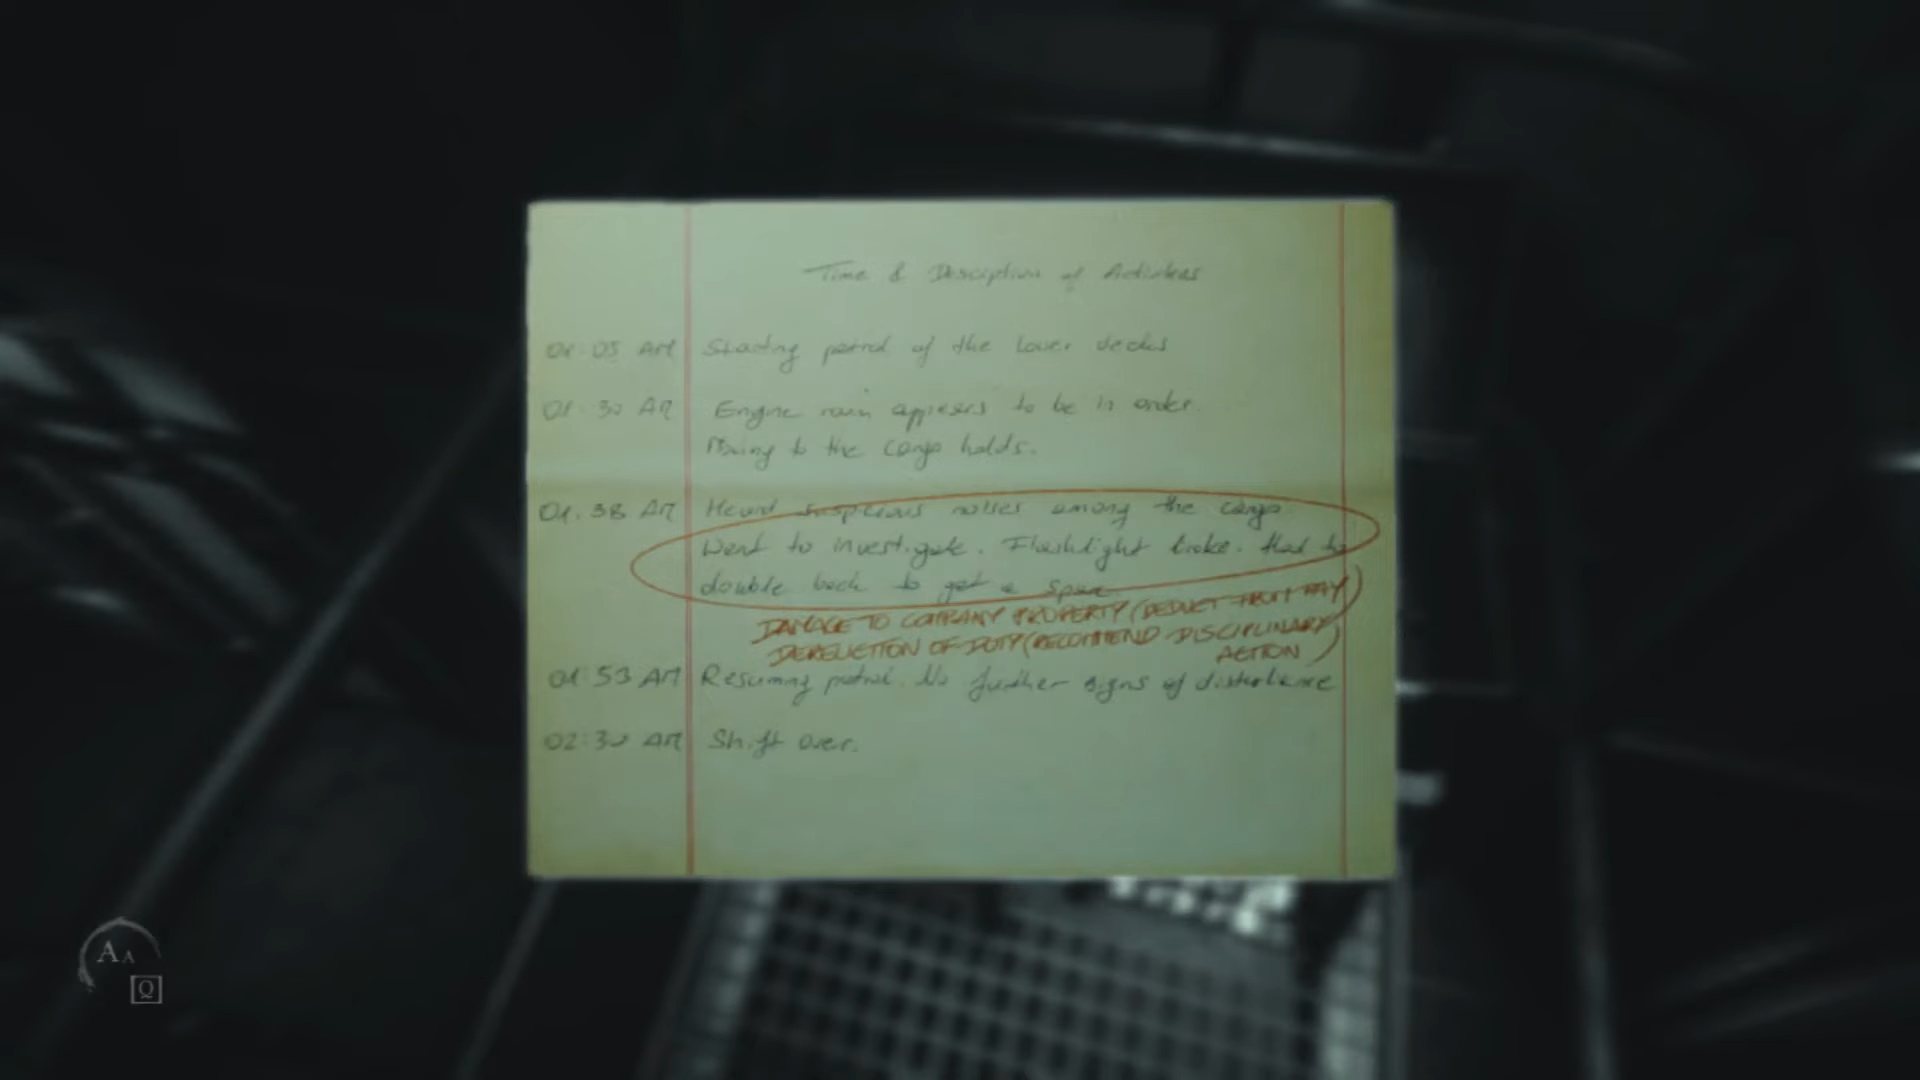 Time & Desciption of Activities
01:05 AM Starting patrol of the lower decks
01:30 AM Engine room appears to be in order.
Moving to the cargo holds.
01:38 AM Heard suspicious noises among the cargo
Went to investigate. Flashlight broke. Had to
double back to get a spare
DAMAGE TO COMPANY PROPERTY (DEDUCT FROM PAY)
DERELICTION OF DUTY (RECOMMEND DISCIPLINARY
ACTION)
01:53 AM Resuming patrol. No further signs of disturbance
02:30 AM Shift over.
AA
Q